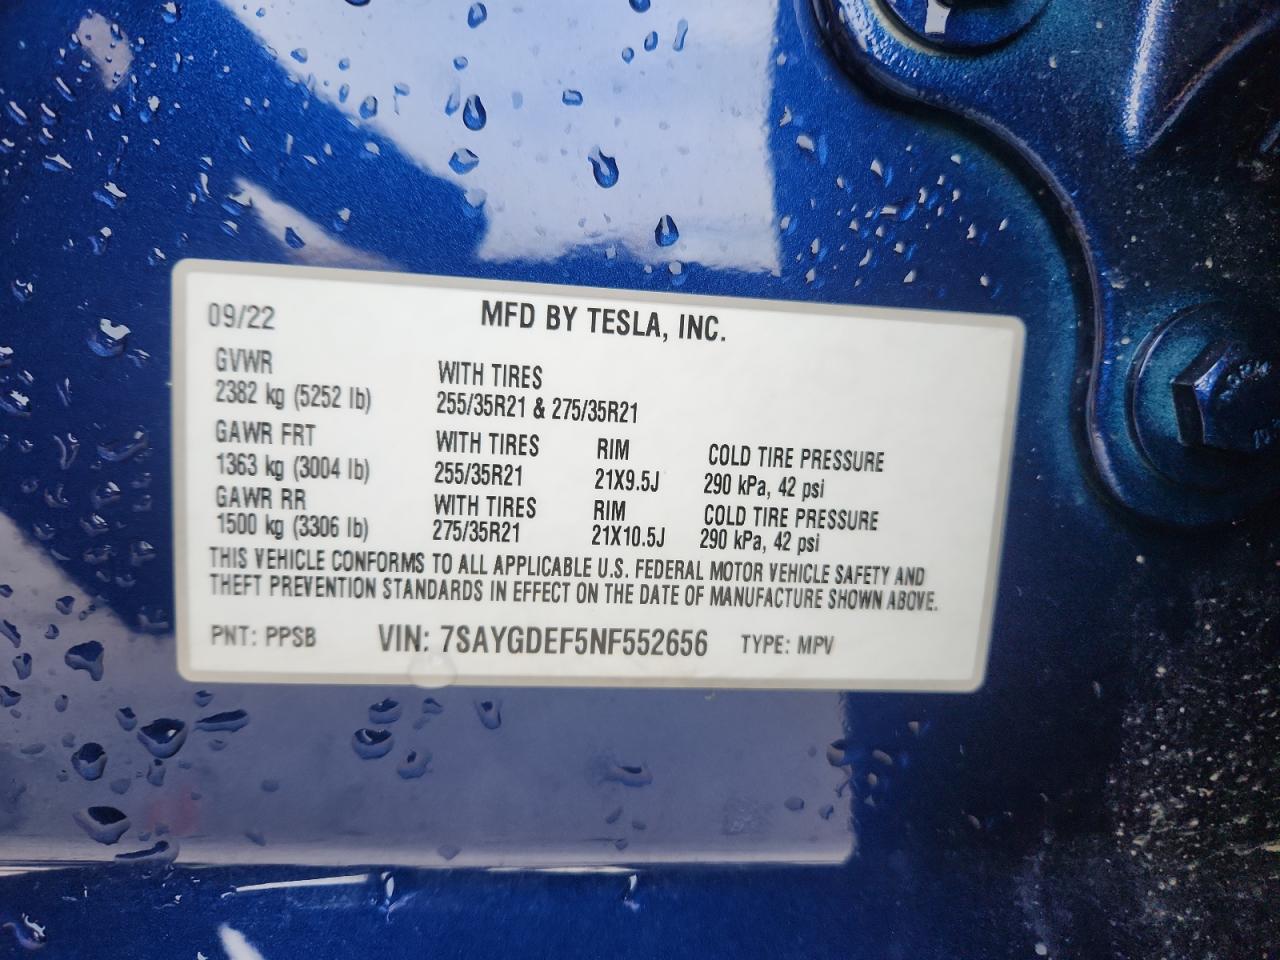 09/22 MFD BY TESLA, INC.
GVWR WITH TIRES
2382 kg (5252 lb) 255/35R21 & 275/35R21
GAWR FRT WITH TIRES RIM COLD TIRE PRESSURE
1363 kg (3004 lb) 255/35R21 21X9.5J 290 kPa, 42 psi
GAWR RR WITH TIRES RIM COLD TIRE PRESSURE
1500 kg (3306 lb) 275/35R21 21X10.5J 290 kPa, 42 psi
THIS VEHICLE CONFORMS TO ALL APPLICABLE U.S. FEDERAL MOTOR VEHICLE SAFETY AND
THEFT PREVENTION STANDARDS IN EFFECT ON THE DATE OF MANUFACTURE SHOWN ABOVE.
PNT: PPSB VIN: 7SAYGDEF5NF552656 TYPE: MPV